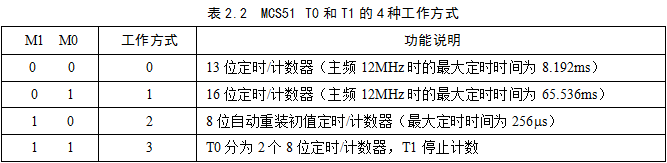 表 2.2 MCS51 T0 和 T1 的 4 种工作方式
M1 M0 工作方式 功能说明
0 0 0 13 位定时/计数器（主频 12MHz 时的最大定时时间为 8.192ms）
0 1 1 16 位定时/计数器（主频 12MHz 时的最大定时时间为 65.536ms）
1 0 2 8 位自动重装初值定时/计数器（最大定时时间为 256μs）
1 1 3 T0 分为 2 个 8 位定时/计数器，T1 停止计数